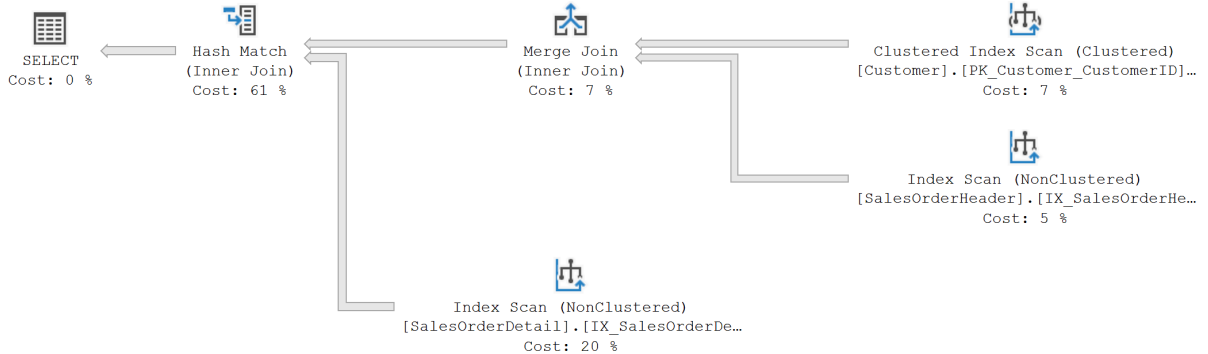 SELECT
Cost: 0 %
Hash Match
(Inner Join)
Cost: 61 %
Merge Join
(Inner Join)
Cost: 7 %
Clustered Index Scan (Clustered)
[Customer].[PK_Customer_CustomerID]…
Cost: 7 %
Index Scan (NonClustered)
[SalesOrderHeader].[IX_SalesOrderHe…
Cost: 5 %
Index Scan (NonClustered)
[SalesOrderDetail].[IX_SalesOrderDe…
Cost: 20 %